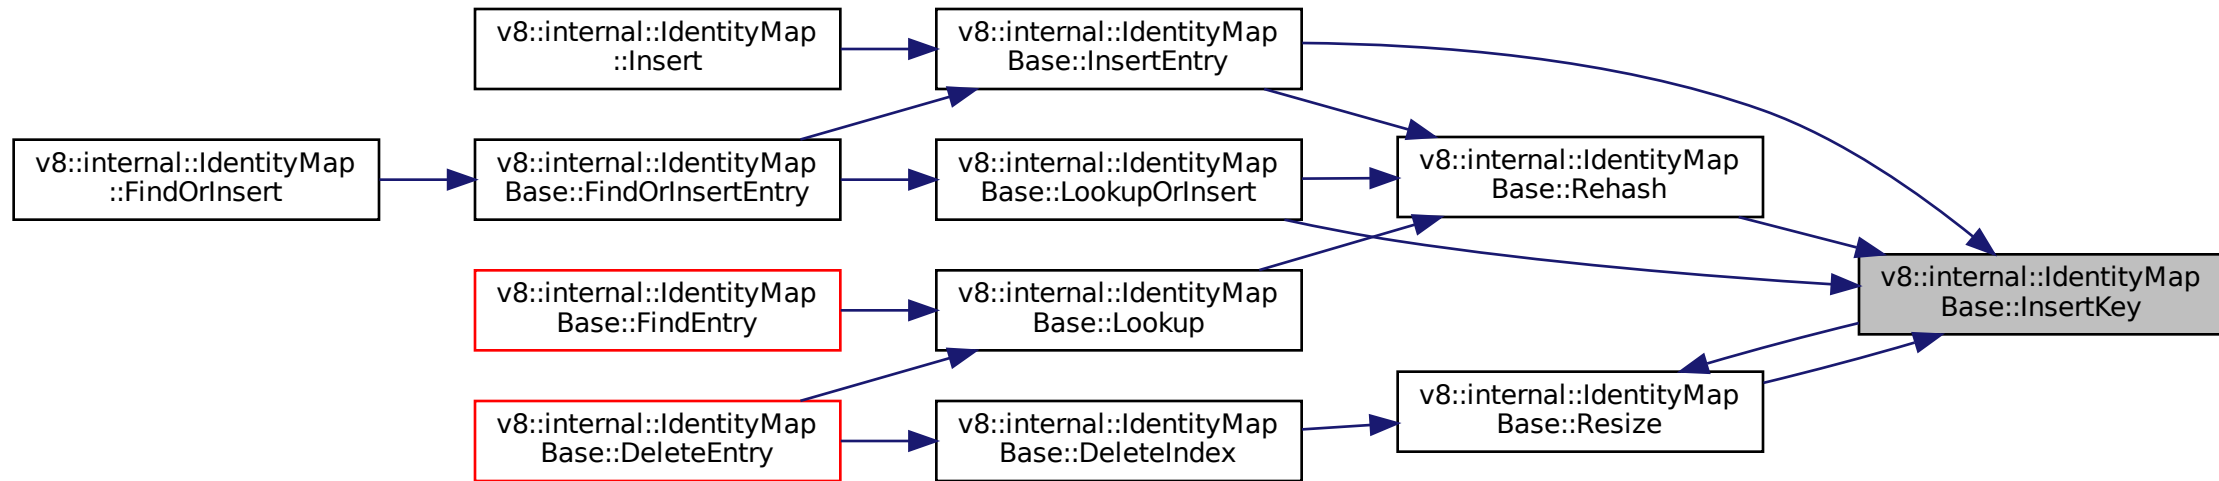 v8::internal::IdentityMap
::FindOrInsert
v8::internal::IdentityMap
::Insert
v8::internal::IdentityMap
Base::FindOrInsertEntry
v8::internal::IdentityMap
Base::FindEntry
v8::internal::IdentityMap
Base::DeleteEntry
v8::internal::IdentityMap
Base::InsertEntry
v8::internal::IdentityMap
Base::LookupOrInsert
v8::internal::IdentityMap
Base::Lookup
v8::internal::IdentityMap
Base::DeleteIndex
v8::internal::IdentityMap
Base::Rehash
v8::internal::IdentityMap
Base::Resize
v8::internal::IdentityMap
Base::InsertKey